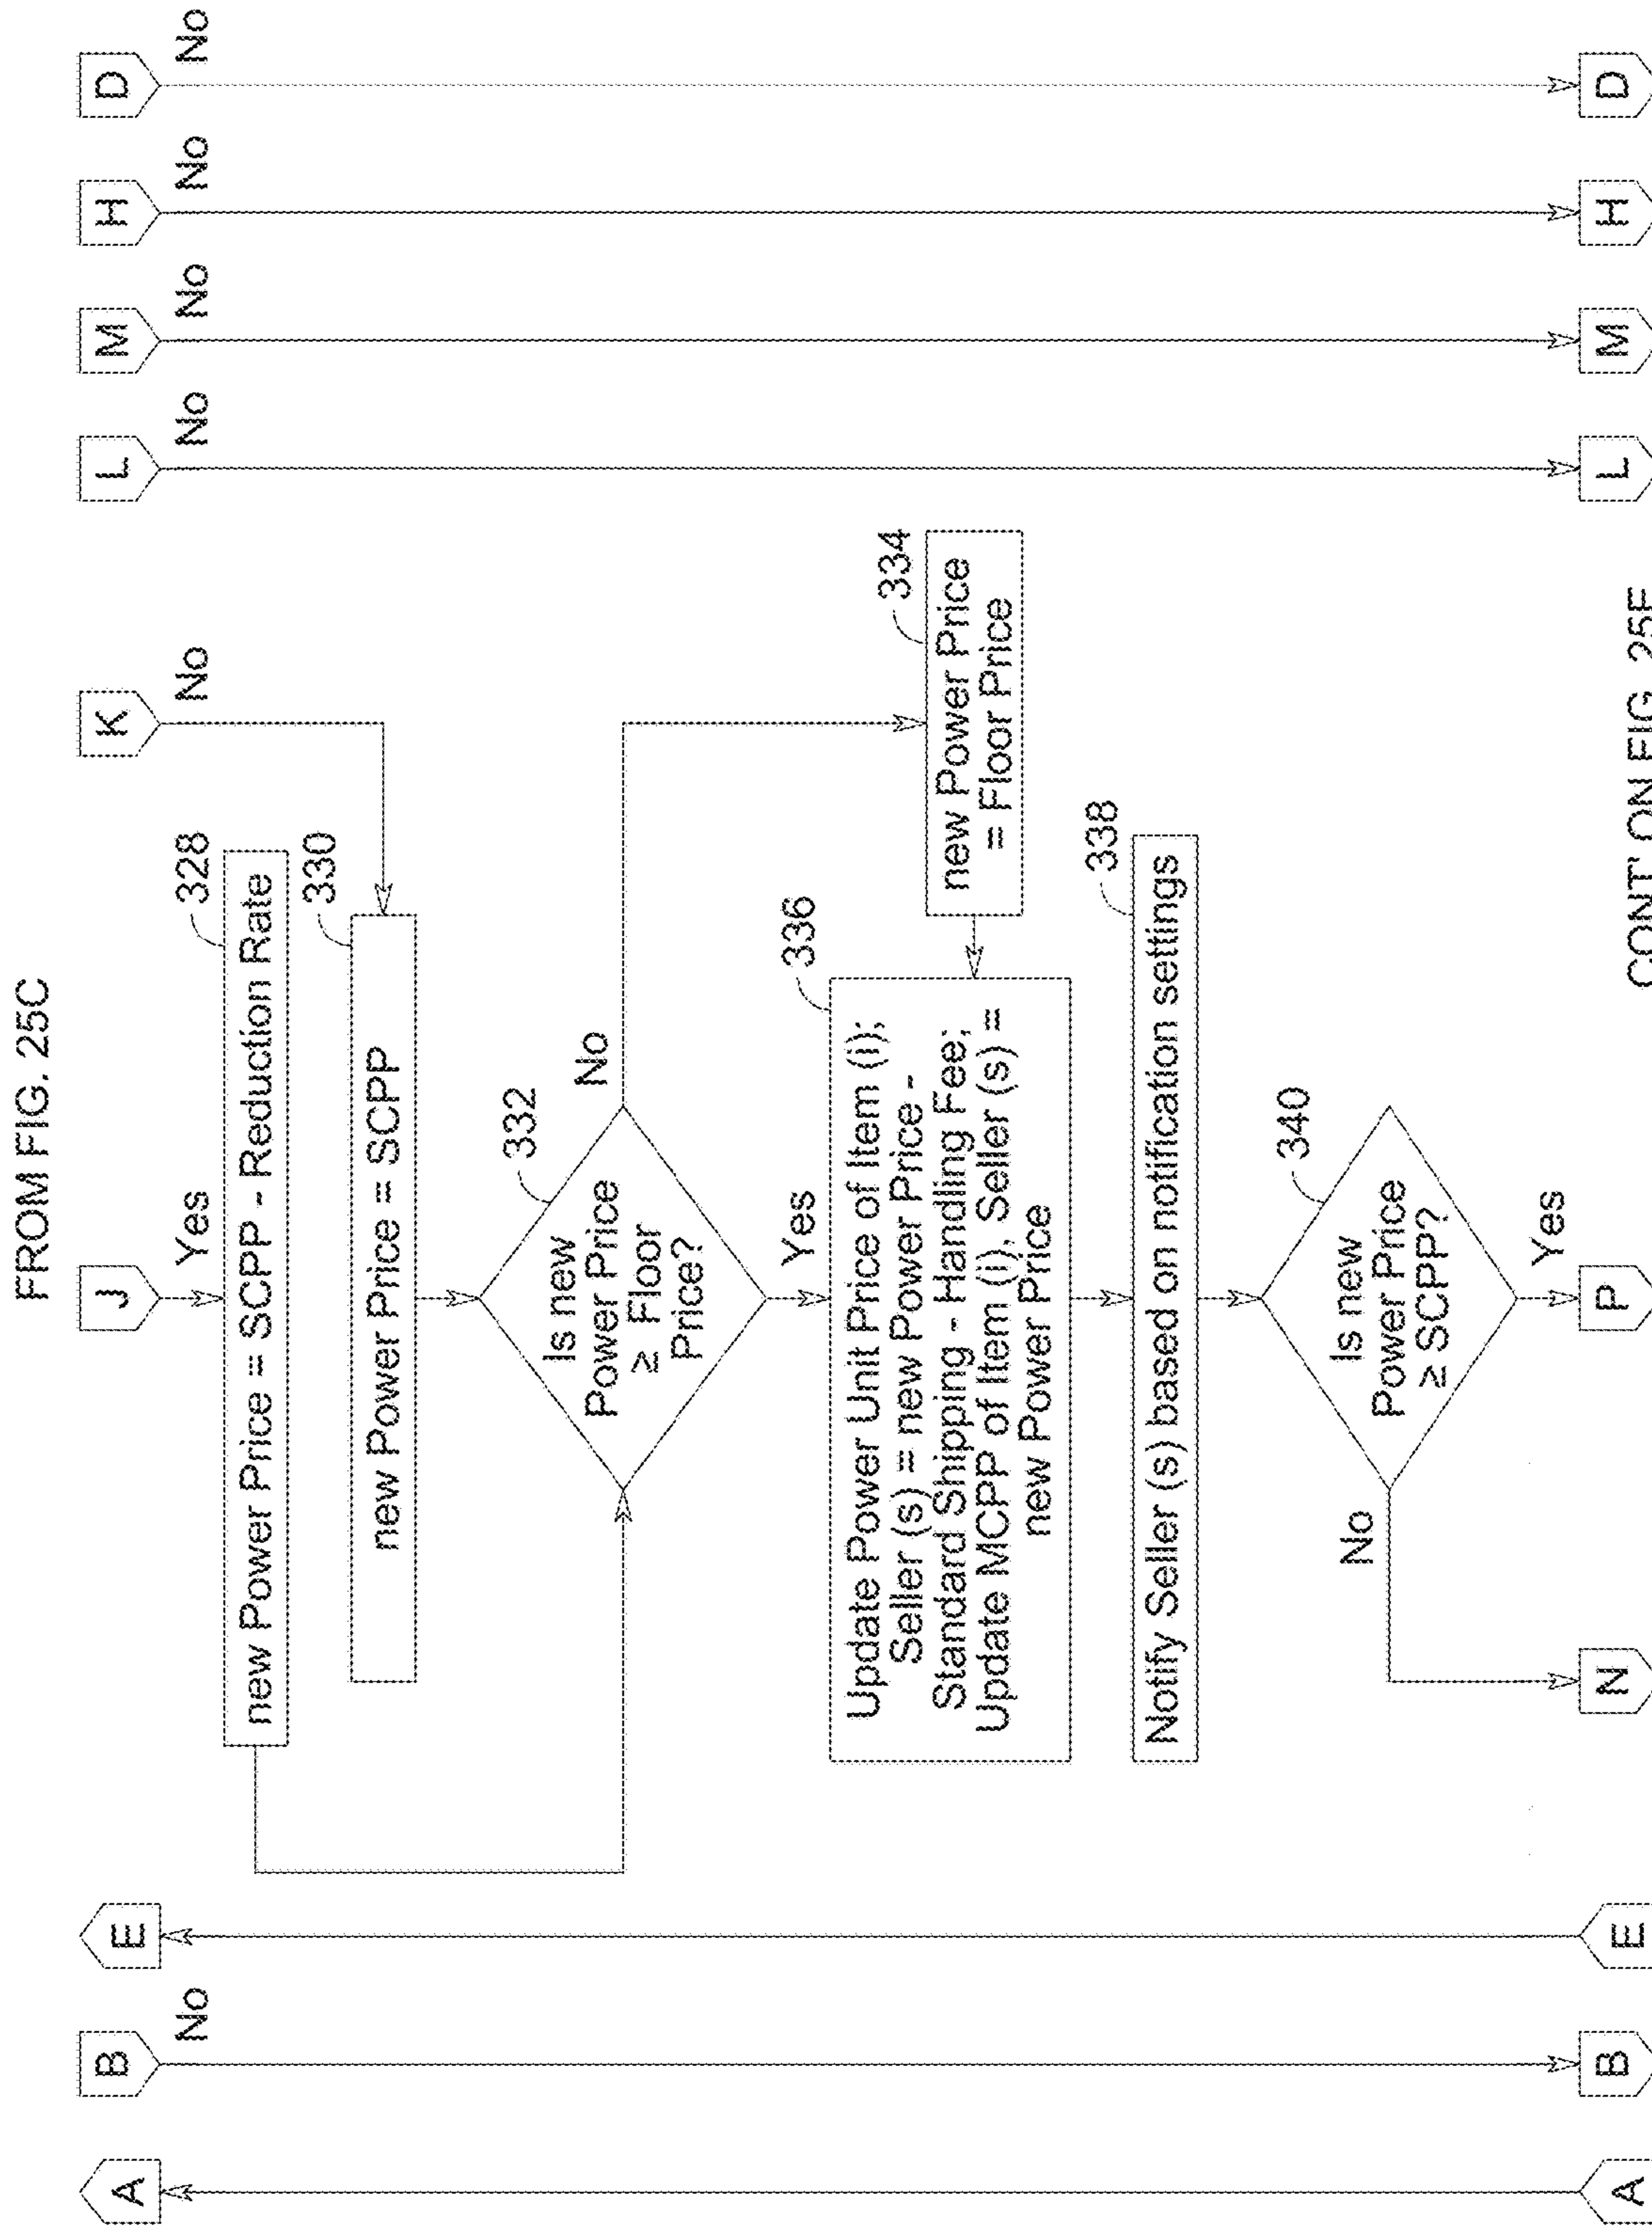 FROM FIG. 25C
A
B
E
J
K
L
M
H
D
No
Yes
No
No
No
No
No
328
new Power Price = SCPP - Reduction Rate
330
new Power Price = SCPP
332
Is new
Power Price
≥ Floor
Price?
No
Yes
334
new Power Price
= Floor Price
336
Update Power Unit Price of Item (i);
Seller (s) = new Power Price -
Standard Shipping - Handling Fee;
Update MCPP of Item (i), Seller (s) =
new Power Price
338
Notify Seller (s) based on notification settings
340
Is new
Power Price
≥ SCPP?
No
Yes
A
B
E
N
P
L
M
H
D
CONT' ON FIG. 25E